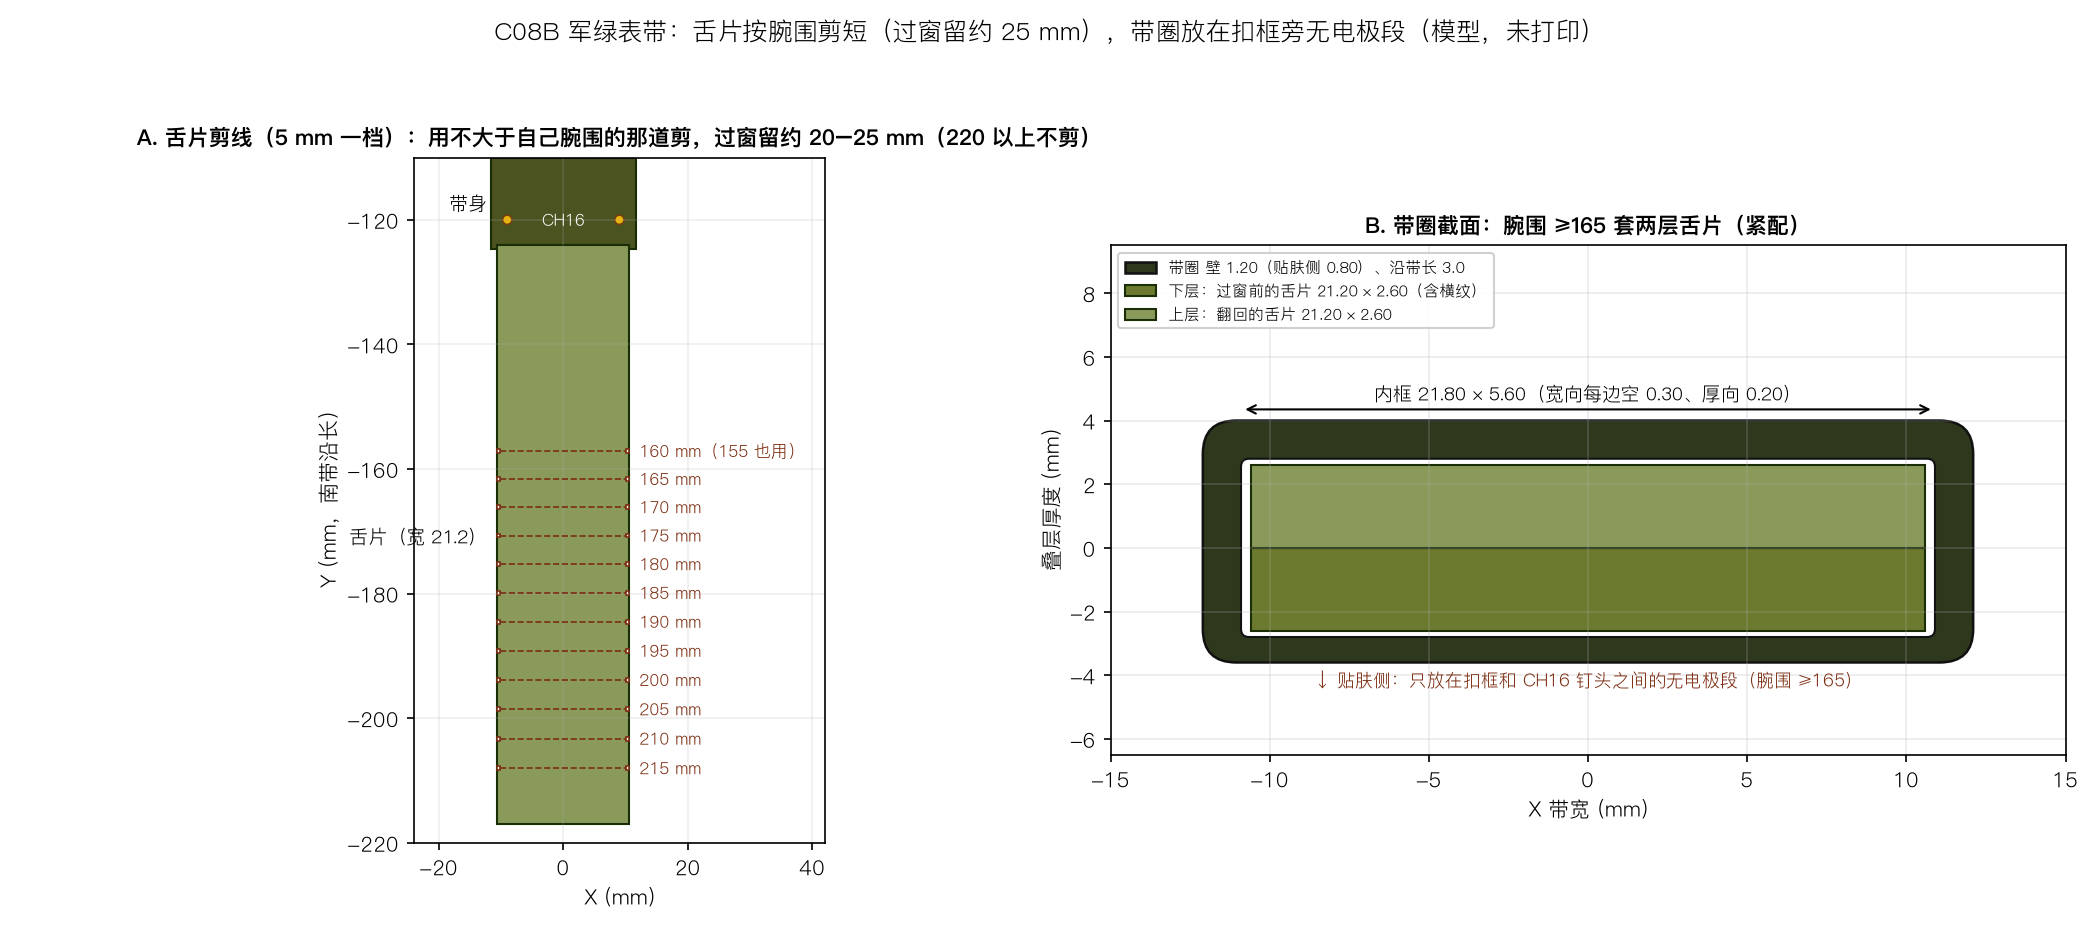 C08B 军绿表带：舌片按腕围剪短（过窗留约 25 mm），带圈放在扣框旁无电极段（模型，未打印）
A. 舌片剪线（5 mm 一档）：用不大于自己腕围的那道剪，过窗留约 20–25 mm（220 以上不剪）
带身
CH16
舌片（宽 21.2）
160 mm（155 也用）
165 mm
170 mm
175 mm
180 mm
185 mm
190 mm
195 mm
200 mm
205 mm
210 mm
215 mm
−120
−140
−160
−180
−200
−220
Y (mm，南带沿长)
−20
0
20
40
X (mm)
B. 带圈截面：腕围 ≥165 套两层舌片（紧配）
带圈 壁 1.20（贴肤侧 0.80）、沿带长 3.0
下层：过窗前的舌片 21.20 × 2.60（含横纹）
上层：翻回的舌片 21.20 × 2.60
内框 21.80 × 5.60（宽向每边空 0.30、厚向 0.20）
↓ 贴肤侧：只放在扣框和 CH16 钉头之间的无电极段（腕围 ≥165）
8
6
4
2
0
−2
−4
−6
叠层厚度 (mm)
−15
−10
−5
0
5
10
15
X 带宽 (mm)